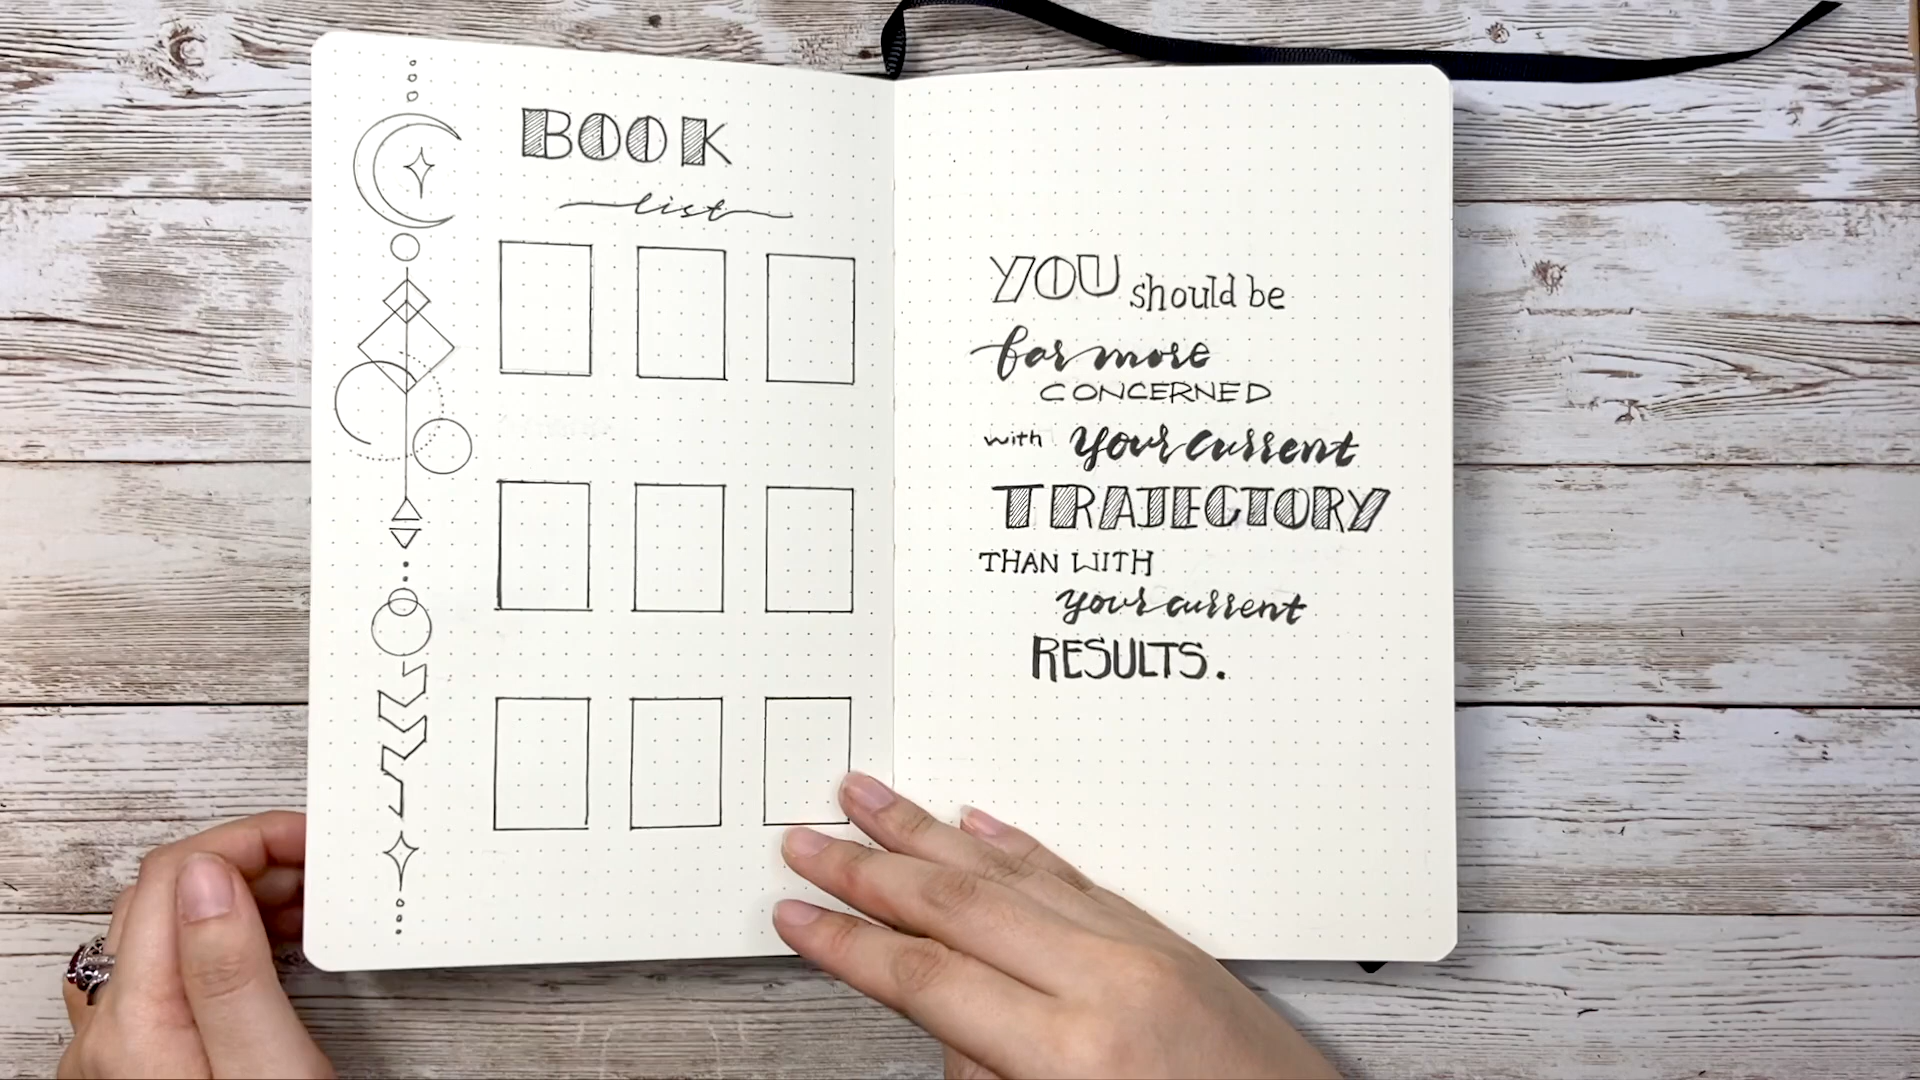 BOOK
list
YOU should be
far more
CONCERNED
with your current
TRAJECTORY
THAN WITH
your current
RESULTS.